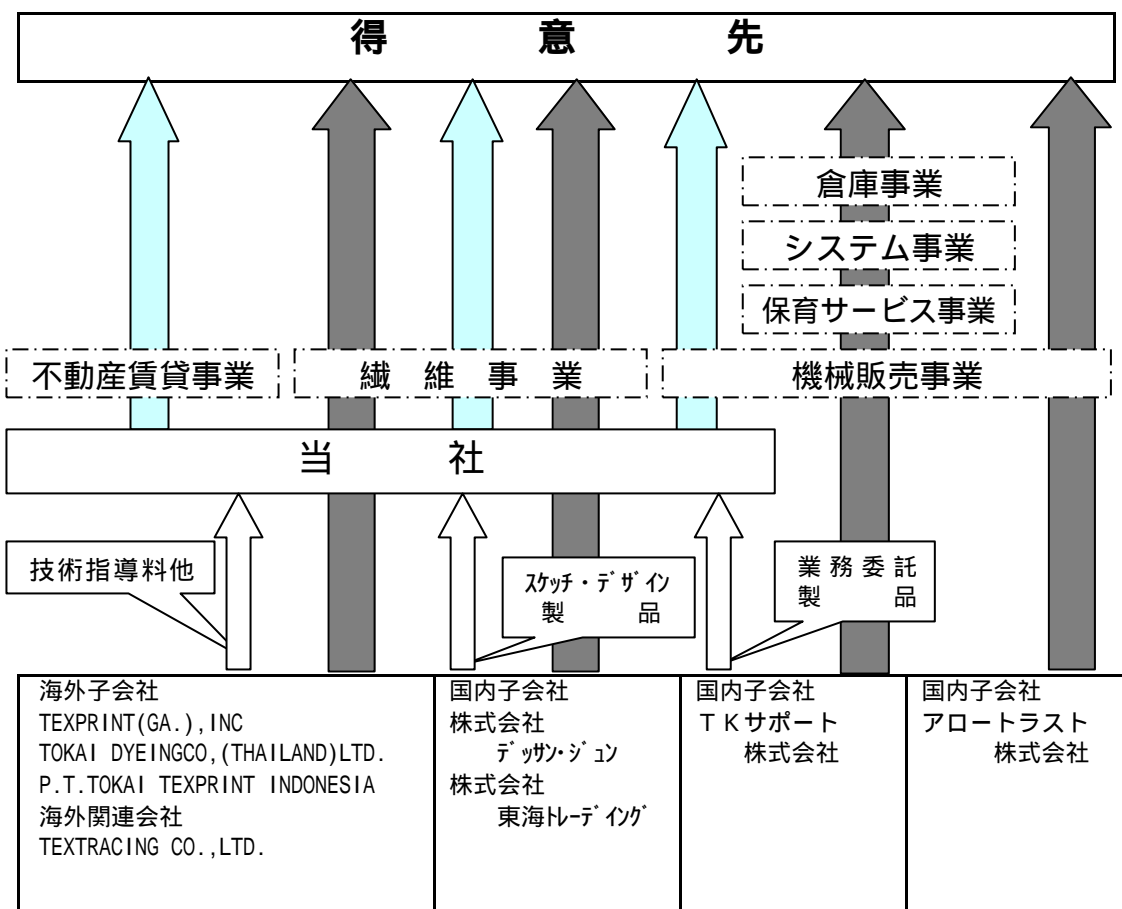 得 意 先
倉庫事業
システム事業
保育サービス事業
不動産賃貸事業
繊 維 事 業
機械販売事業
当 社
技術指導料他
ｽｹｯﾁ・ﾃﾞｻﾞｲﾝ
製 品
業 務 委 託
製 品
海外子会社
TEXPRINT(GA.),INC
TOKAI DYEINGCO,(THAILAND)LTD.
P.T.TOKAI TEXPRINT INDONESIA
海外関連会社
TEXTRACING CO.,LTD.
国内子会社
株式会社
ﾃﾞｯｻﾝ･ｼﾞｭﾝ
株式会社
東海ﾄﾚｰﾃﾞｲﾝｸﾞ
国内子会社
ＴＫサポート
株式会社
国内子会社
アロートラスト
株式会社